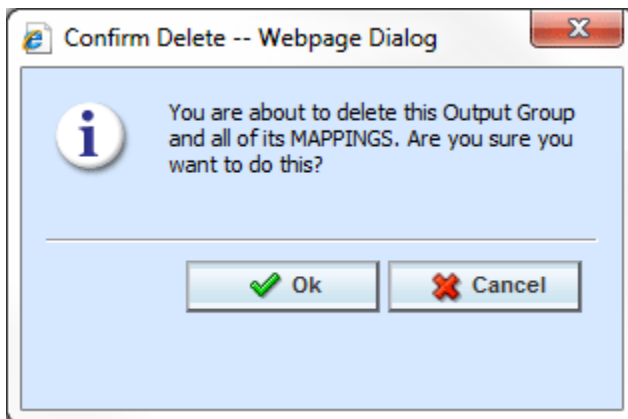 Confirm Delete -- Webpage Dialog
You are about to delete this Output Group
and all of its MAPPINGS. Are you sure you
want to do this?
Ok
Cancel